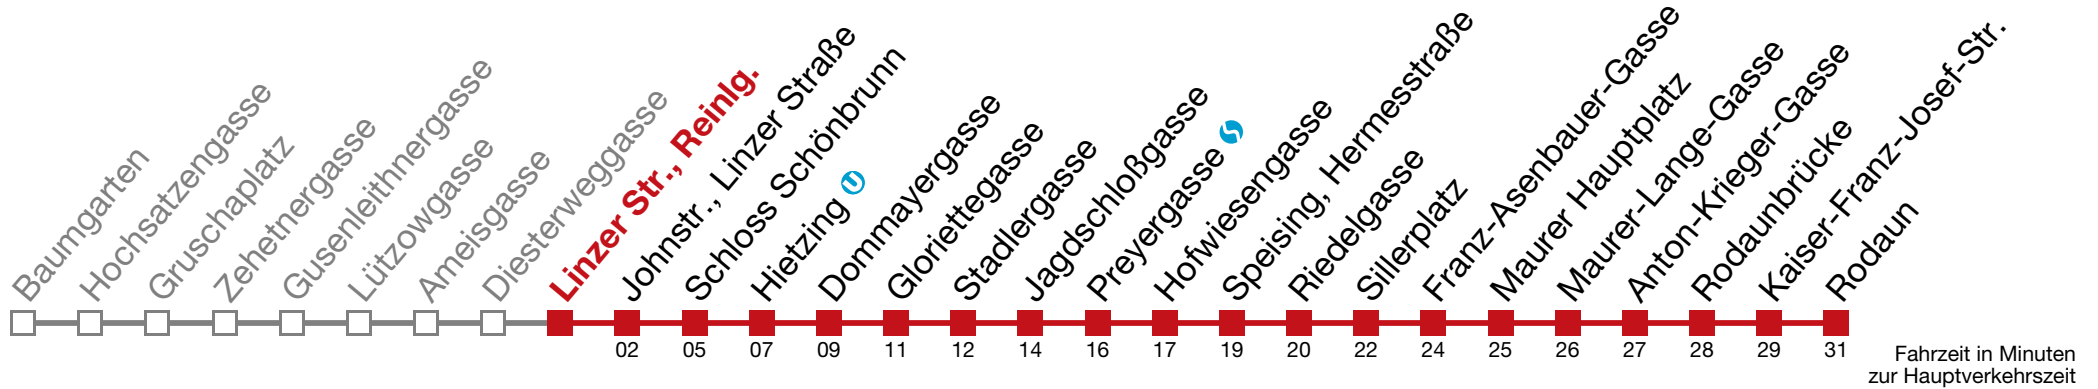 Baumgarten
Hochsatzengasse
Gruschaplatz
Zehetnergasse
Gusenleithnergasse
Lützowgasse
Ameisgasse
Diesterweggasse
Linzer Str., Reinlg.
Johnstr., Linzer Straße
Schloss Schönbrunn
Hietzing U
Dommayergasse
Gloriettegasse
Stadlergasse
Jagdschloßgasse
Preyergasse S
Hofwiesengasse
Speising, Hermesstraße
Riedelgasse
Sillerplatz
Franz-Asenbauer-Gasse
Maurer Hauptplatz
Maurer-Lange-Gasse
Anton-Krieger-Gasse
Rodaunbrücke
Kaiser-Franz-Josef-Str.
Rodaun
02 05 07 09 11 12 14 16 17 19 20 22 24 25 26 27 28 29 31
Fahrzeit in Minuten
zur Hauptverkehrszeit